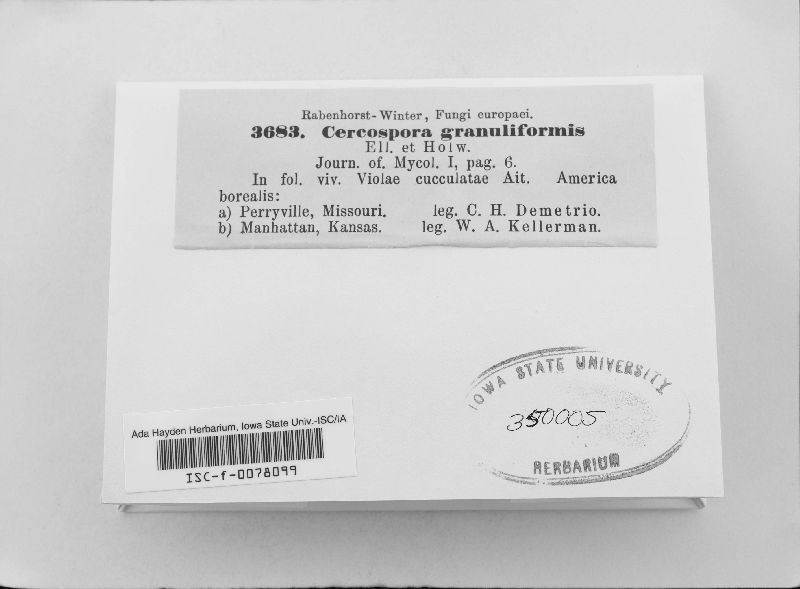 Rabenhorst-Winter, Fungi europaei.
3683. Cercospora granuliformis
Ell. et Holw.
Journ. of. Mycol. I, pag. 6.
In fol. viv. Violae cucculatae Ait. America
borealis:
a) Perryville, Missouri. leg. C. H. Demetrio.
b) Manhattan, Kansas. leg. W. A. Kellerman.
IOWA STATE UNIVERSITY
350005
HERBARIUM
Ada Hayden Herbarium, Iowa State Univ.-ISC/IA
ISC-f-0078099